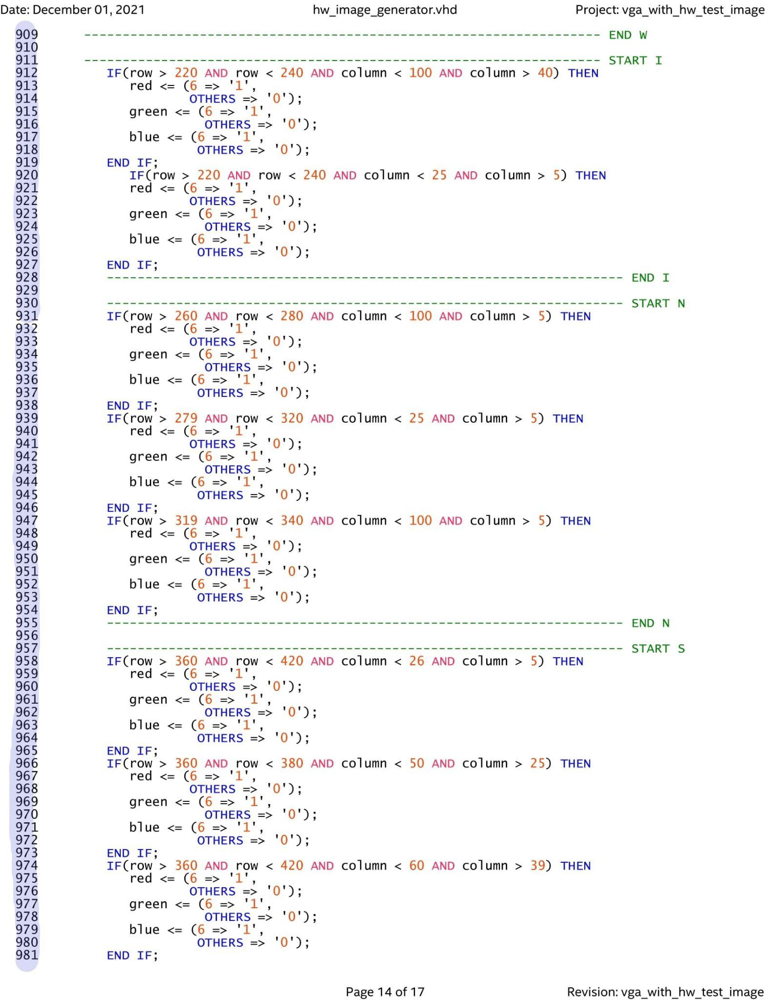 Date: December 01, 2021 hw_image_generator.vhd Project: vga_with_hw_test_image
909 -------------------------------------------------------------------- END W
910
911 -------------------------------------------------------------------- START I
912 IF(row > 220 AND row < 240 AND column < 100 AND column > 40) THEN
913 red <= (6 => '1',
914 OTHERS => '0');
915 green <= (6 => '1',
916 OTHERS => '0');
917 blue <= (6 => '1',
918 OTHERS => '0');
919 END IF;
920 IF(row > 220 AND row < 240 AND column < 25 AND column > 5) THEN
921 red <= (6 => '1',
922 OTHERS => '0');
923 green <= (6 => '1',
924 OTHERS => '0');
925 blue <= (6 => '1',
926 OTHERS => '0');
927 END IF;
928 -------------------------------------------------------------------- END I
929
930 -------------------------------------------------------------------- START N
931 IF(row > 260 AND row < 280 AND column < 100 AND column > 5) THEN
932 red <= (6 => '1',
933 OTHERS => '0');
934 green <= (6 => '1',
935 OTHERS => '0');
936 blue <= (6 => '1',
937 OTHERS => '0');
938 END IF;
939 IF(row > 279 AND row < 320 AND column < 25 AND column > 5) THEN
940 red <= (6 => '1',
941 OTHERS => '0');
942 green <= (6 => '1',
943 OTHERS => '0');
944 blue <= (6 => '1',
945 OTHERS => '0');
946 END IF;
947 IF(row > 319 AND row < 340 AND column < 100 AND column > 5) THEN
948 red <= (6 => '1',
949 OTHERS => '0');
950 green <= (6 => '1',
951 OTHERS => '0');
952 blue <= (6 => '1',
953 OTHERS => '0');
954 END IF;
955 -------------------------------------------------------------------- END N
956
957 -------------------------------------------------------------------- START S
958 IF(row > 360 AND row < 420 AND column < 26 AND column > 5) THEN
959 red <= (6 => '1',
960 OTHERS => '0');
961 green <= (6 => '1',
962 OTHERS => '0');
963 blue <= (6 => '1',
964 OTHERS => '0');
965 END IF;
966 IF(row > 360 AND row < 380 AND column < 50 AND column > 25) THEN
967 red <= (6 => '1',
968 OTHERS => '0');
969 green <= (6 => '1',
970 OTHERS => '0');
971 blue <= (6 => '1',
972 OTHERS => '0');
973 END IF;
974 IF(row > 360 AND row < 420 AND column < 60 AND column > 39) THEN
975 red <= (6 => '1',
976 OTHERS => '0');
977 green <= (6 => '1',
978 OTHERS => '0');
979 blue <= (6 => '1',
980 OTHERS => '0');
981 END IF;
Page 14 of 17 Revision: vga_with_hw_test_image